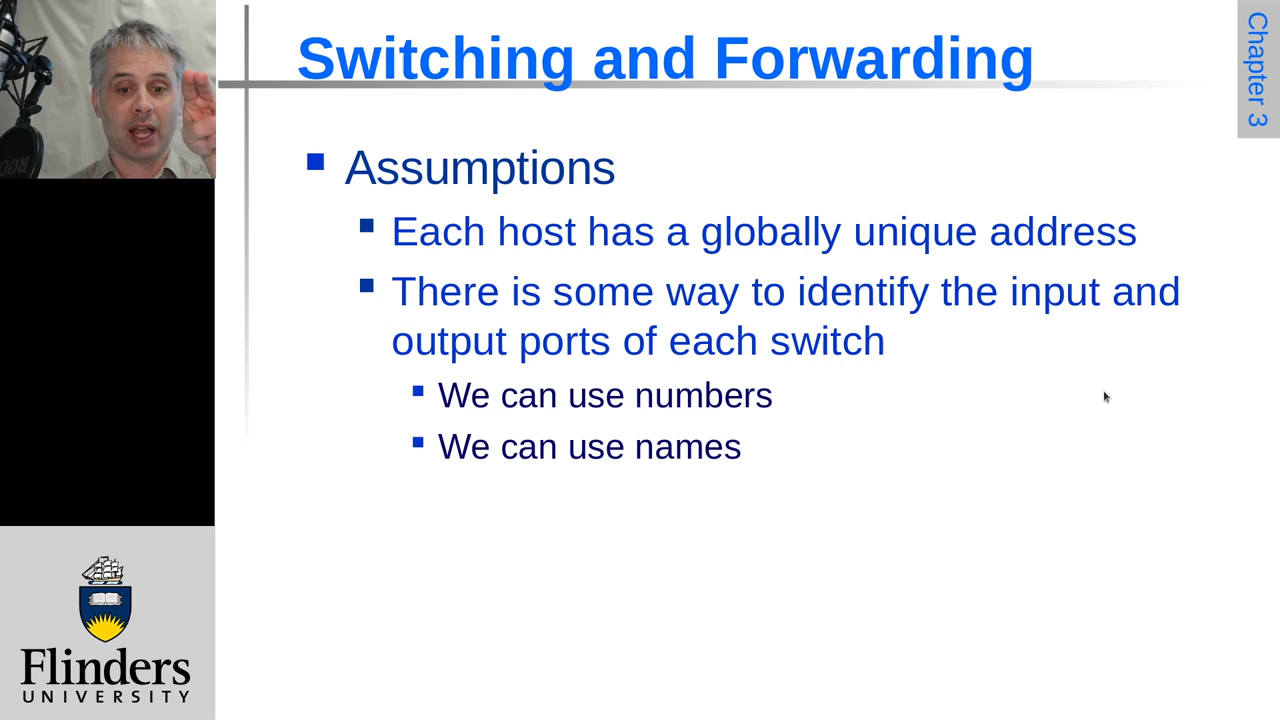 Switching and Forwarding
Chapter 3
Assumptions
Each host has a globally unique address
There is some way to identify the input and
output ports of each switch
We can use numbers
We can use names
RØDE
Flinders
UNIVERSITY